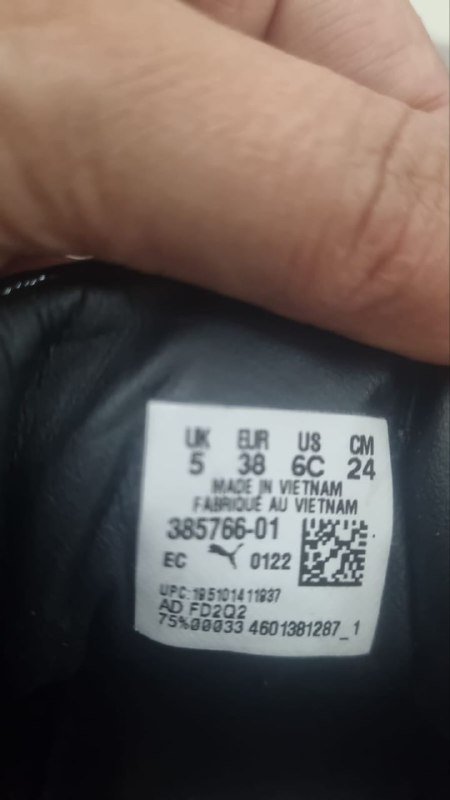 UK EUR US CM
5 38 6C 24
MADE IN VIETNAM
FABRIQUÉ AU VIETNAM
385766-01
EC 0122
UPC:195101411937
AD FD2Q2
75%00033 4601381287_1